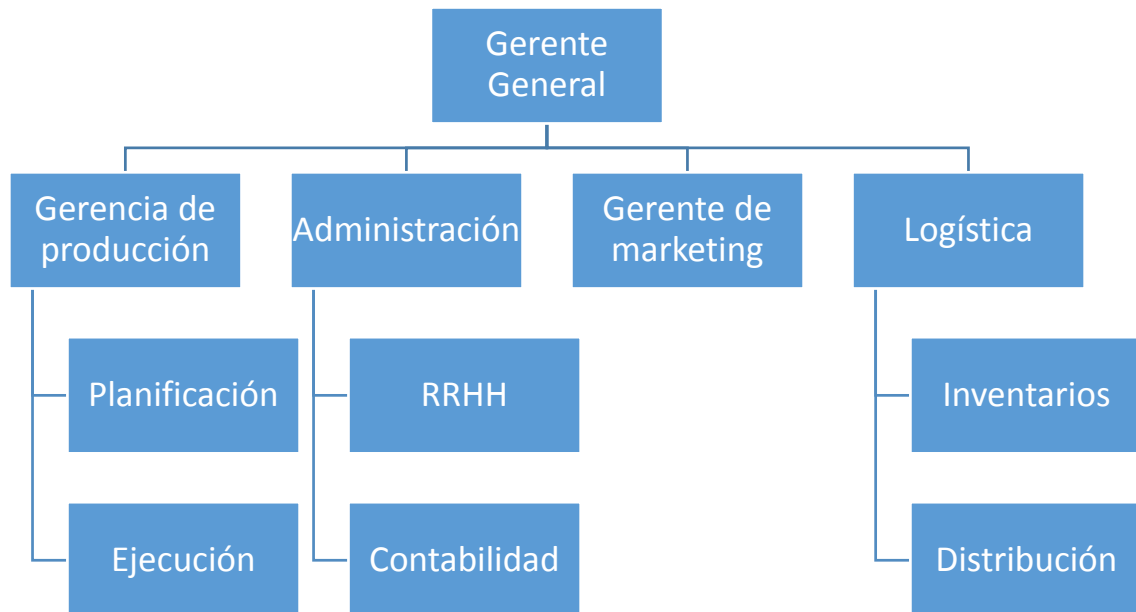 Gerente
General
Gerencia de
producción
Administración
Gerente de
marketing
Logística
Planificación
RRHH
Inventarios
Ejecución
Contabilidad
Distribución